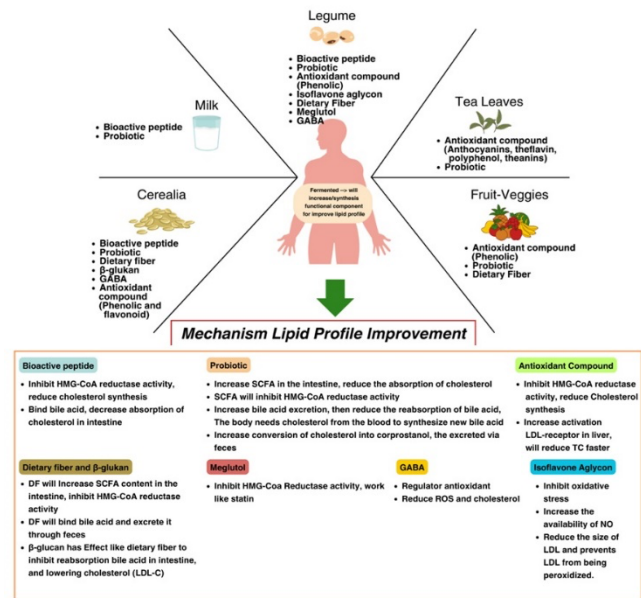 Legume
• Bioactive peptide
• Probiotic
• Antioxidant compound
(Phenolic)
• Isoflavone aglycon
• Dietary Fiber
• Meglutol
• GABA
Milk
• Bioactive peptide
• Probiotic
Tea Leaves
• Antioxidant compound
(Anthocyanins, theflavin,
polyphenol, theanins)
• Probiotic
Cerealia
• Bioactive peptide
• Probiotic
• Dietary fiber
• β-glukan
• GABA
• Antioxidant
compound
(Phenolic and
flavonoid)
Fermented --> will
increase/synthesis
functional component
for improve lipid profile
Fruit-Veggies
• Antioxidant compound
(Phenolic)
• Probiotic
• Dietary Fiber
Mechanism Lipid Profile Improvement
Bioactive peptide
• Inhibit HMG-CoA reductase activity,
reduce cholesterol synthesis
• Bind bile acid, decrease absorption of
cholesterol in intestine
Probiotic
• Increase SCFA in the intestine, reduce the absorption of cholesterol
• SCFA will inhibit HMG-CoA reductase activity
• Increase bile acid excretion, then reduce the reabsorption of bile acid,
The body needs cholesterol from the blood to synthesize new bile acid
• Increase conversion of cholesterol into corprostanol, the excreted via
feces
Antioxidant Compound
• Inhibit HMG-CoA reductase
activity, reduce Cholesterol
synthesis
• Increase activation
LDL-receptor in liver,
will reduce TC faster
Dietary fiber and β-glukan
• DF will Increase SCFA content in the
intestine, inhibit HMG-CoA reductase
activity
• DF will bind bile acid and excrete it
through feces
• β-glucan has Effect like dietary fiber to
inhibit reabsorption bile acid in intestine,
and lowering cholesterol (LDL-C)
Meglutol
• Inhibit HMG-Coa Reductase activity, work
like statin
GABA
• Regulator antioxidant
• Reduce ROS and cholesterol
Isoflavone Aglycon
• Inhibit oxidative
stress
• Increase the
availability of NO
• Reduce the size of
LDL and prevents
LDL from being
peroxidized.